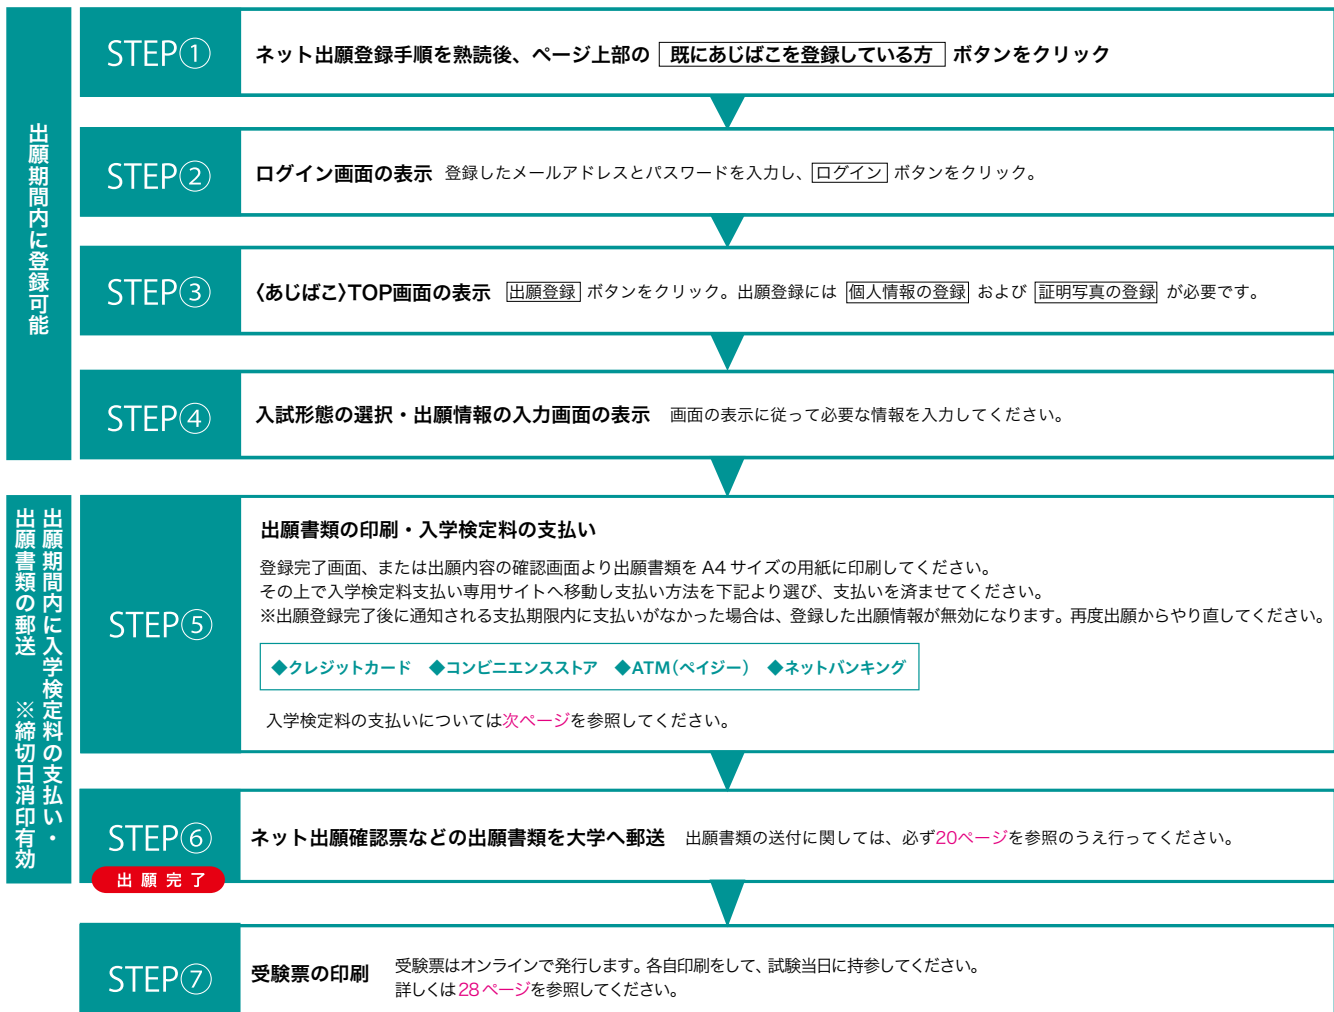 出願期間内に登録可能
STEP①
ネット出願登録手順を熟読後、ページ上部の 既にあじばこを登録している方 ボタンをクリック
STEP②
ログイン画面の表示 登録したメールアドレスとパスワードを入力し、ログイン ボタンをクリック。
STEP③
〈あじばこ〉TOP画面の表示 出願登録 ボタンをクリック。出願登録には 個人情報の登録 および 証明写真の登録 が必要です。
STEP④
入試形態の選択・出願情報の入力画面の表示 画面の表示に従って必要な情報を入力してください。
出願期間内に入学検定料の支払い・
出願書類の郵送 ※締切日消印有効
STEP⑤
出願書類の印刷・入学検定料の支払い
登録完了画面、または出願内容の確認画面より出願書類を A4 サイズの用紙に印刷してください。
その上で入学検定料支払い専用サイトへ移動し支払い方法を下記より選び、支払いを済ませてください。
※出願登録完了後に通知される支払期限内に支払いがなかった場合は、登録した出願情報が無効になります。再度出願からやり直してください。
◆クレジットカード ◆コンビニエンスストア ◆ATM(ペイジー) ◆ネットバンキング
入学検定料の支払いについては次ページを参照してください。
STEP⑥
出願完了
ネット出願確認票などの出願書類を大学へ郵送 出願書類の送付に関しては、必ず20ページを参照のうえ行ってください。
STEP⑦
受験票の印刷
受験票はオンラインで発行します。各自印刷をして、試験当日に持参してください。
詳しくは28ページを参照してください。